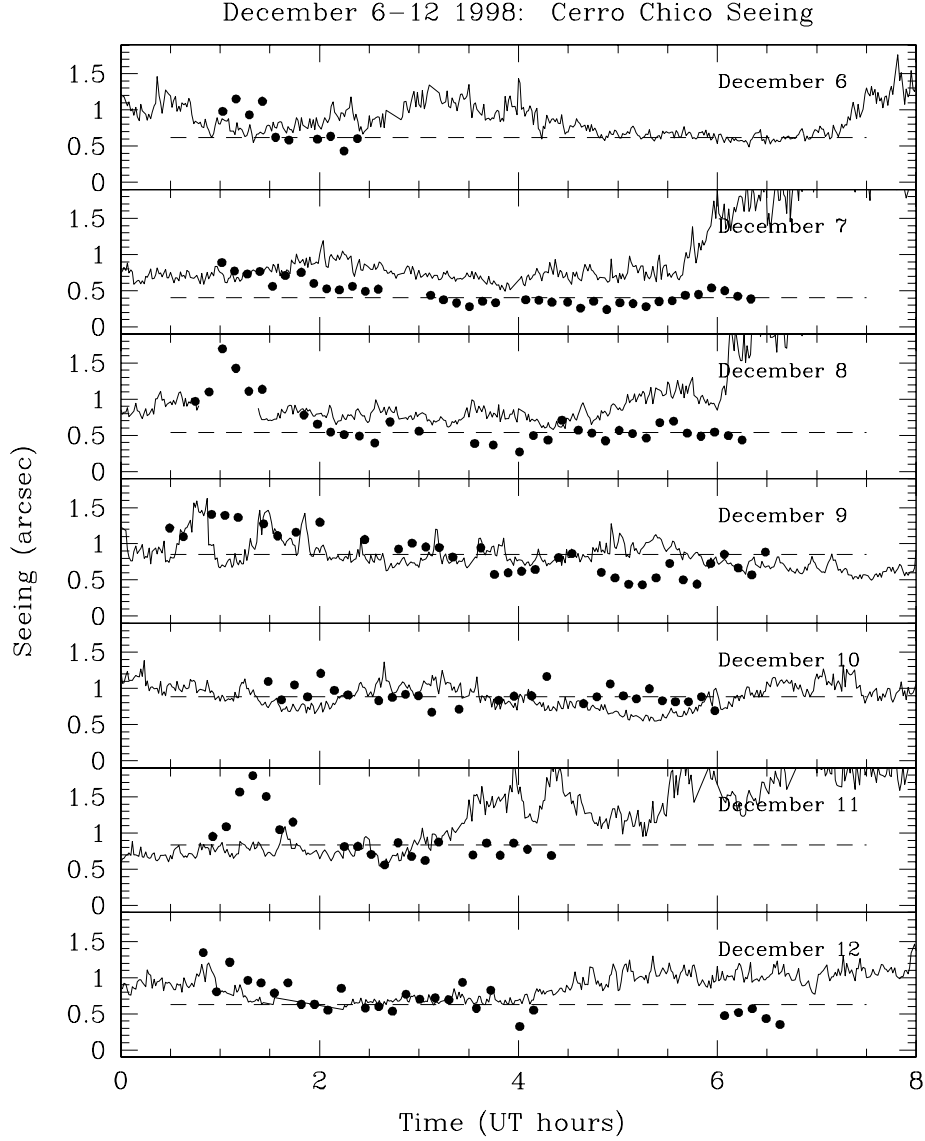 December 6-12 1998: Cerro Chico Seeing
December 6
1.5
1
0.5
0
December 7
1.5
1
0.5
0
December 8
1.5
1
0.5
0
December 9
1.5
1
0.5
0
December 10
1.5
1
0.5
0
December 11
1.5
1
0.5
0
December 12
1.5
1
0.5
0
Seeing (arcsec)
0 2 4 6 8
Time (UT hours)